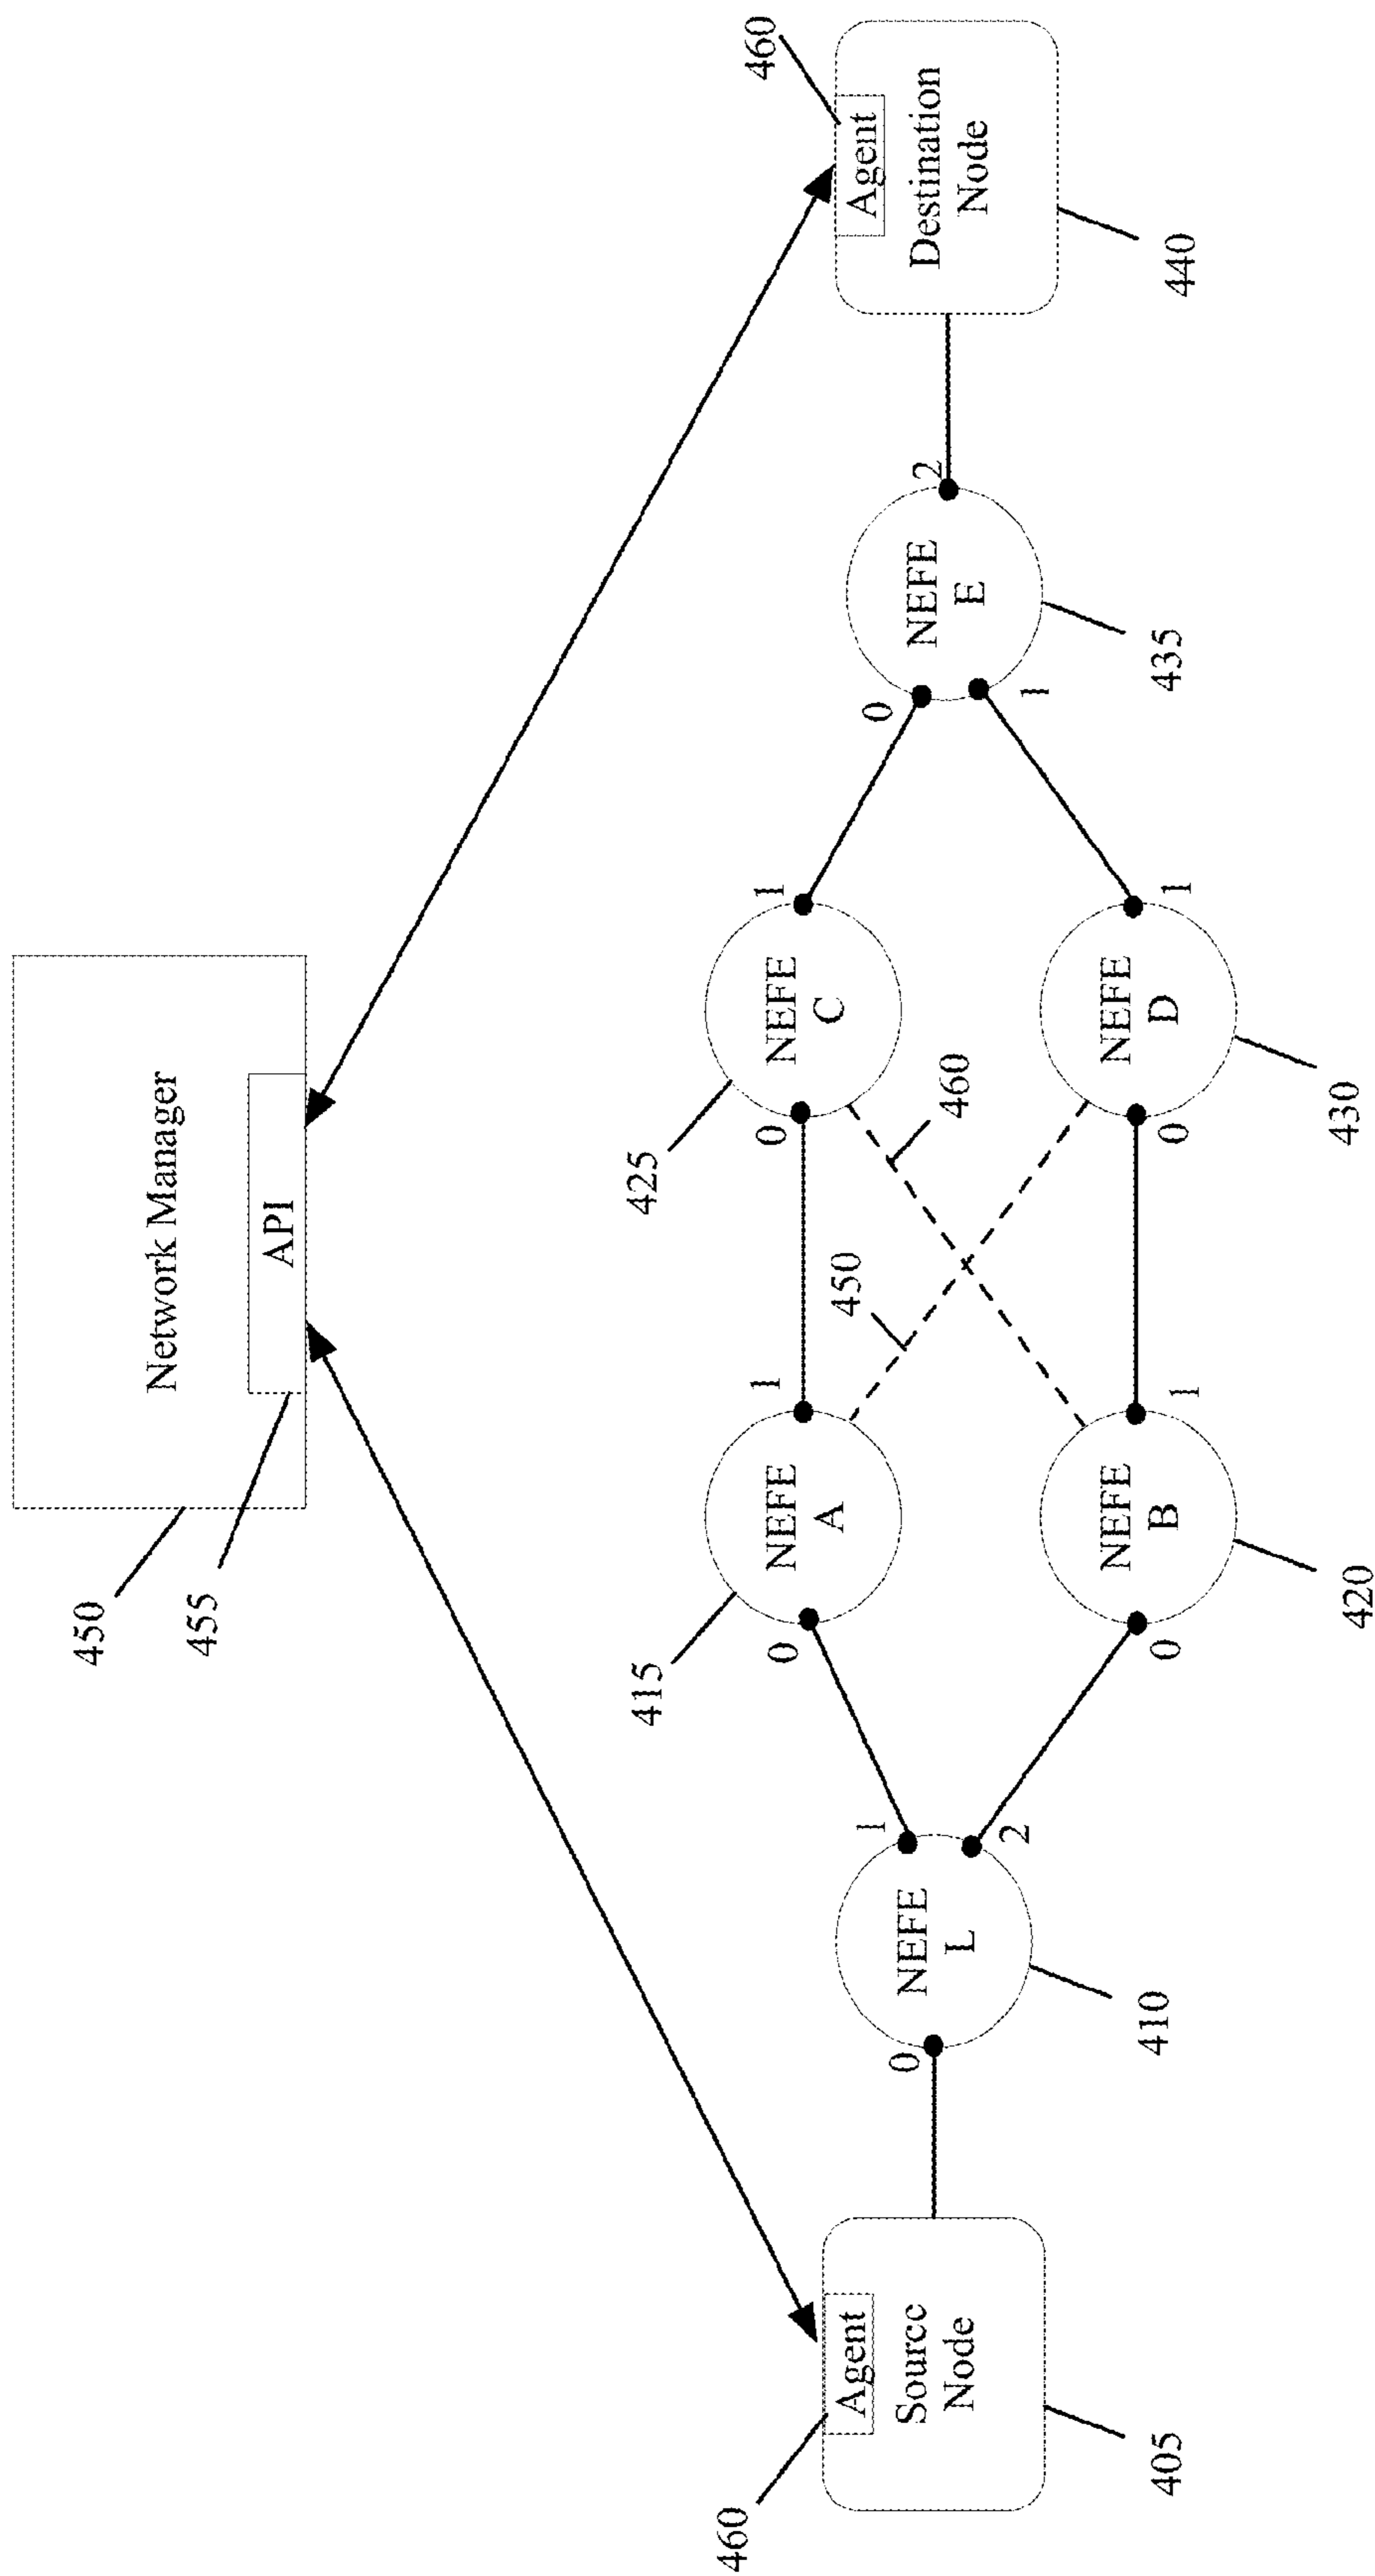 Network Manager
API
450
455
460
Agent
Source
Node
405
0
NEFE
L
410
1
2
415
0
NEFE
A
1
0
NEFE
B
1
420
450
460
425
0
NEFE
C
1
0
NEFE
D
1
430
0
1
NEFE
E
2
435
460
Agent
Destination
Node
440